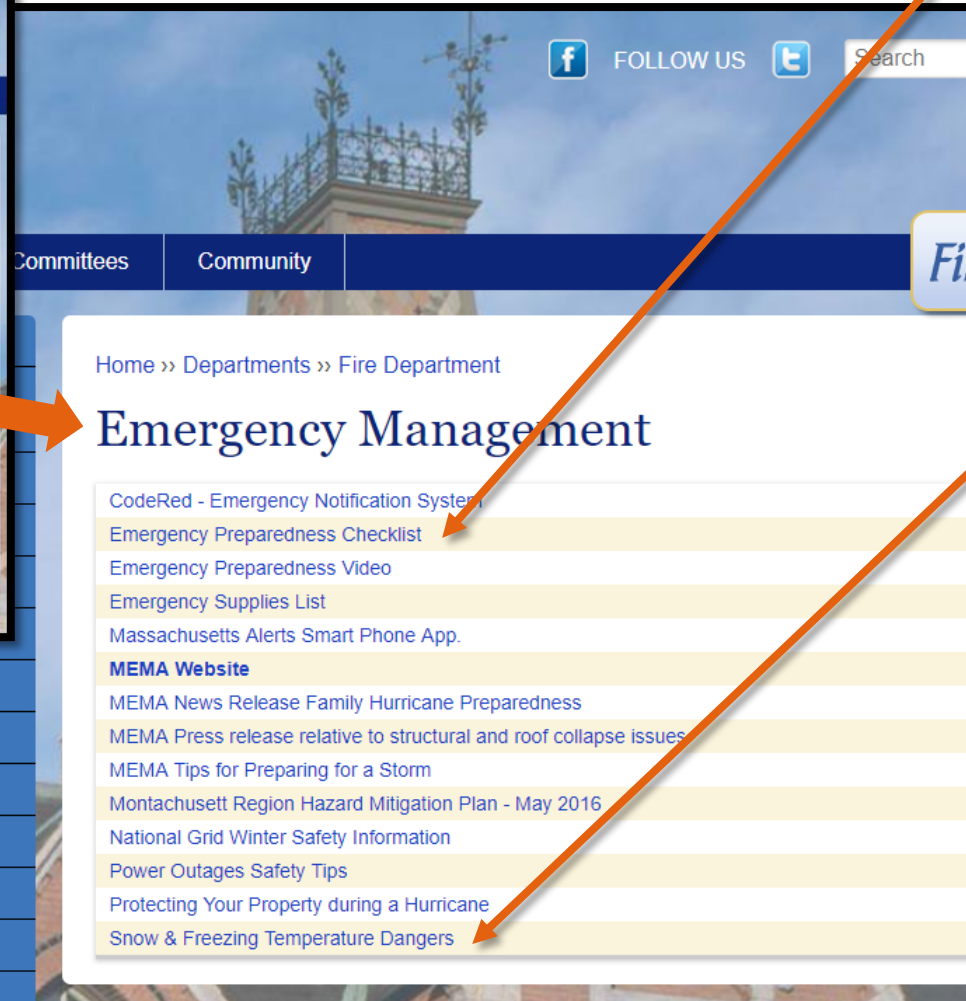 FOLLOW US
Search
Committees
Community
Home ›› Departments ›› Fire Department
Emergency Management
CodeRed - Emergency Notification System
Emergency Preparedness Checklist
Emergency Preparedness Video
Emergency Supplies List
Massachusetts Alerts Smart Phone App.
MEMA Website
MEMA News Release Family Hurricane Preparedness
MEMA Press release relative to structural and roof collapse issues
MEMA Tips for Preparing for a Storm
Montachusett Region Hazard Mitigation Plan - May 2016
National Grid Winter Safety Information
Power Outages Safety Tips
Protecting Your Property during a Hurricane
Snow & Freezing Temperature Dangers